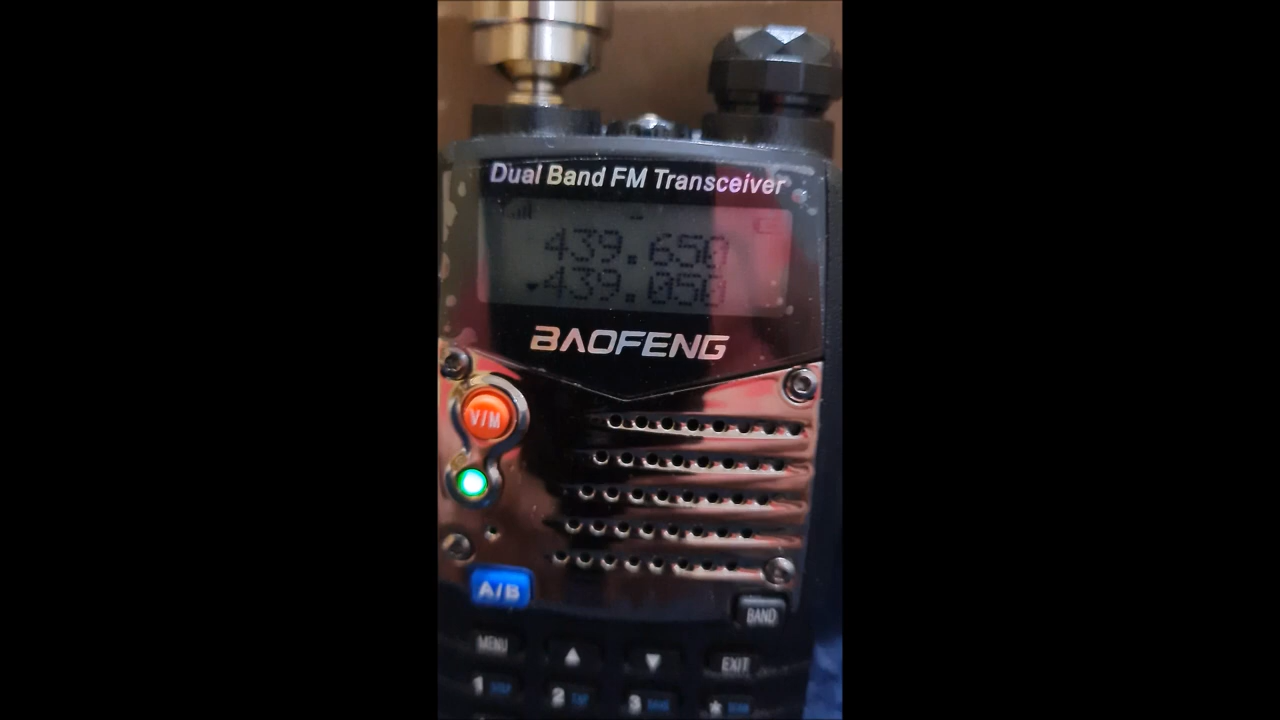 Dual Band FM Transceiver
439.650
439.050
BAOFENG
V/M
A/B
BAND
MENU ▲ ▼ EXIT
1 2 3 *